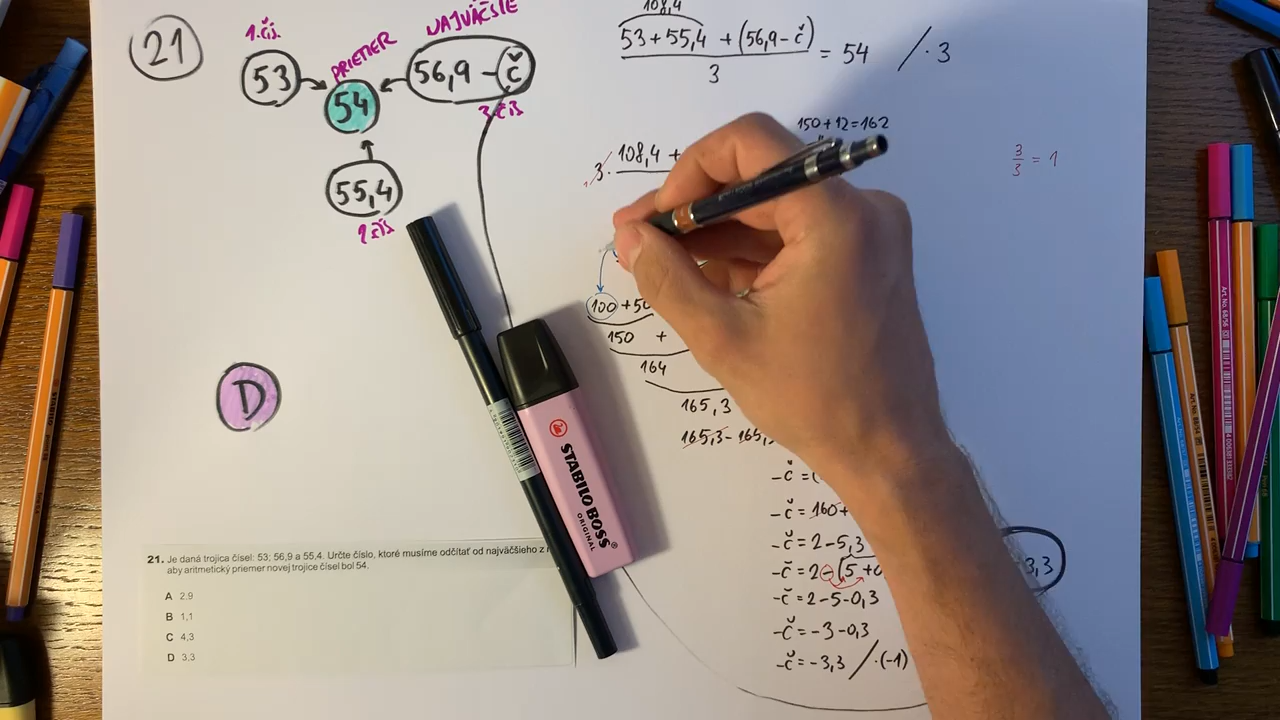 21
1.čís.
PRIEMER
NAJVÄČŠIE
53
54
56,9 - č
3.čís
55,4
2.čís
108,4
53 + 55,4 + (56,9 - č)
3
= 54 / · 3
150 + 12 = 162
3 · 108,4 +
3/3 = 1
100 + 50
150 +
164
165,3
165,3 - 165,3
-č = (
-č = 160 +
-č = 2 - 5,3
-č = 2 - (5 + 0
-č = 2 - 5 - 0,3
-č = -3 - 0,3
-č = -3,3 / · (-1)
3,3
D
STABILO BOSS
ORIGINAL
21. Je daná trojica čísel: 53; 56,9 a 55,4. Určte číslo, ktoré musíme odčítať od najväčšieho z
aby aritmetický priemer novej trojice čísel bol 54.
A 2,9
B 1,1
C 4,3
D 3,3
Art. No. 68/56